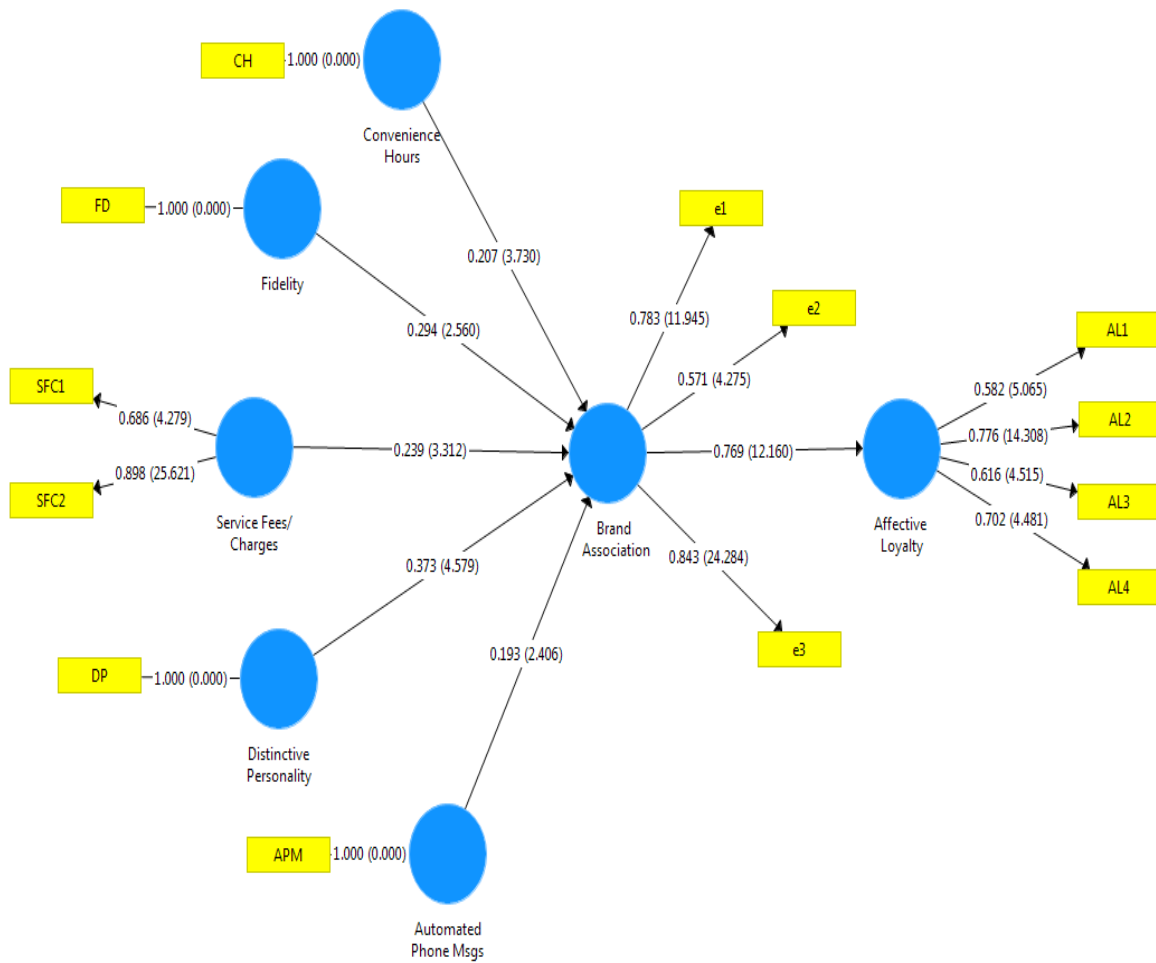 CH
1.000 (0.000)
Convenience
Hours
FD
1.000 (0.000)
Fidelity
0.207 (3.730)
e1
0.294 (2.560)
0.783 (11.945)
e2
0.571 (4.275)
SFC1
0.686 (4.279)
0.898 (25.621)
SFC2
Service Fees/
Charges
0.239 (3.312)
Brand
Association
0.769 (12.160)
Affective
Loyalty
AL1
0.582 (5.065)
AL2
0.776 (14.308)
0.616 (4.515)
AL3
0.702 (4.481)
AL4
0.373 (4.579)
0.843 (24.284)
e3
DP
1.000 (0.000)
Distinctive
Personality
0.193 (2.406)
APM
1.000 (0.000)
Automated
Phone Msgs